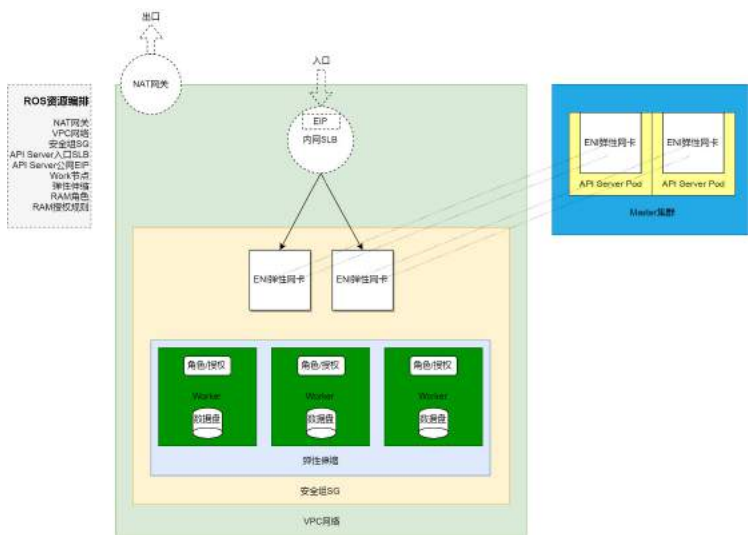 出口
NAT网关
入口
EIP
内网SLB
ROS资源编排
NAT网关
VPC网络
安全组SG
API Server入口SLB
API Server公网EIP
Work节点
弹性伸缩
RAM角色
RAM授权规则
ENI弹性网卡
ENI弹性网卡
API Server Pod
API Server Pod
Master集群
ENI弹性网卡
ENI弹性网卡
角色/授权
角色/授权
角色/授权
Worker
Worker
Worker
数据盘
数据盘
数据盘
弹性伸缩
安全组SG
VPC网络